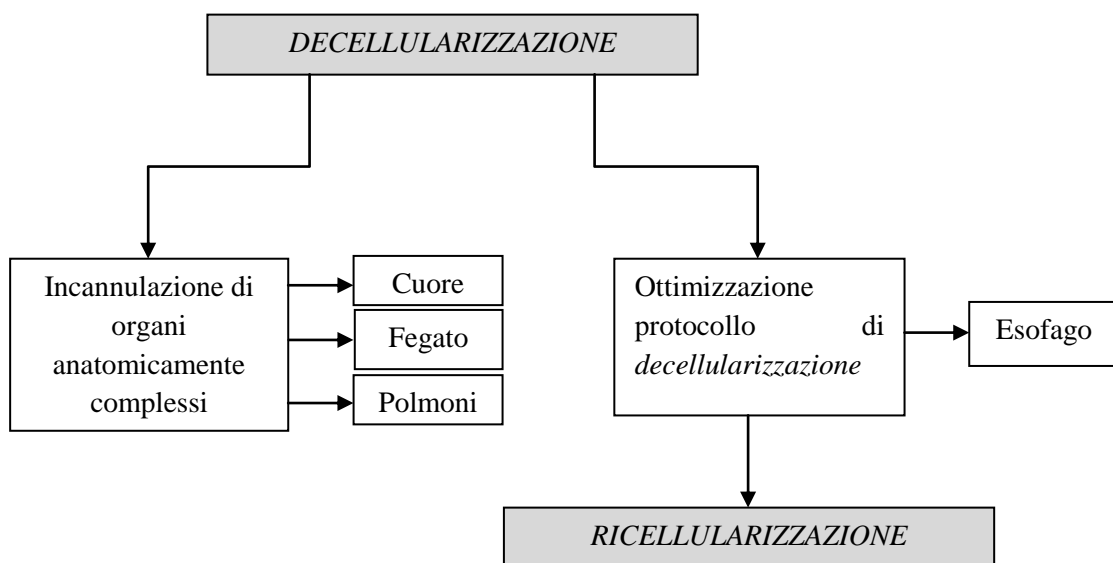 DECELLULARIZZAZIONE
Incannulazione di
organi
anatomicamente
complessi
Cuore
Fegato
Polmoni
Ottimizzazione
protocollo di
decellularizzazione
Esofago
RICELLULARIZZAZIONE